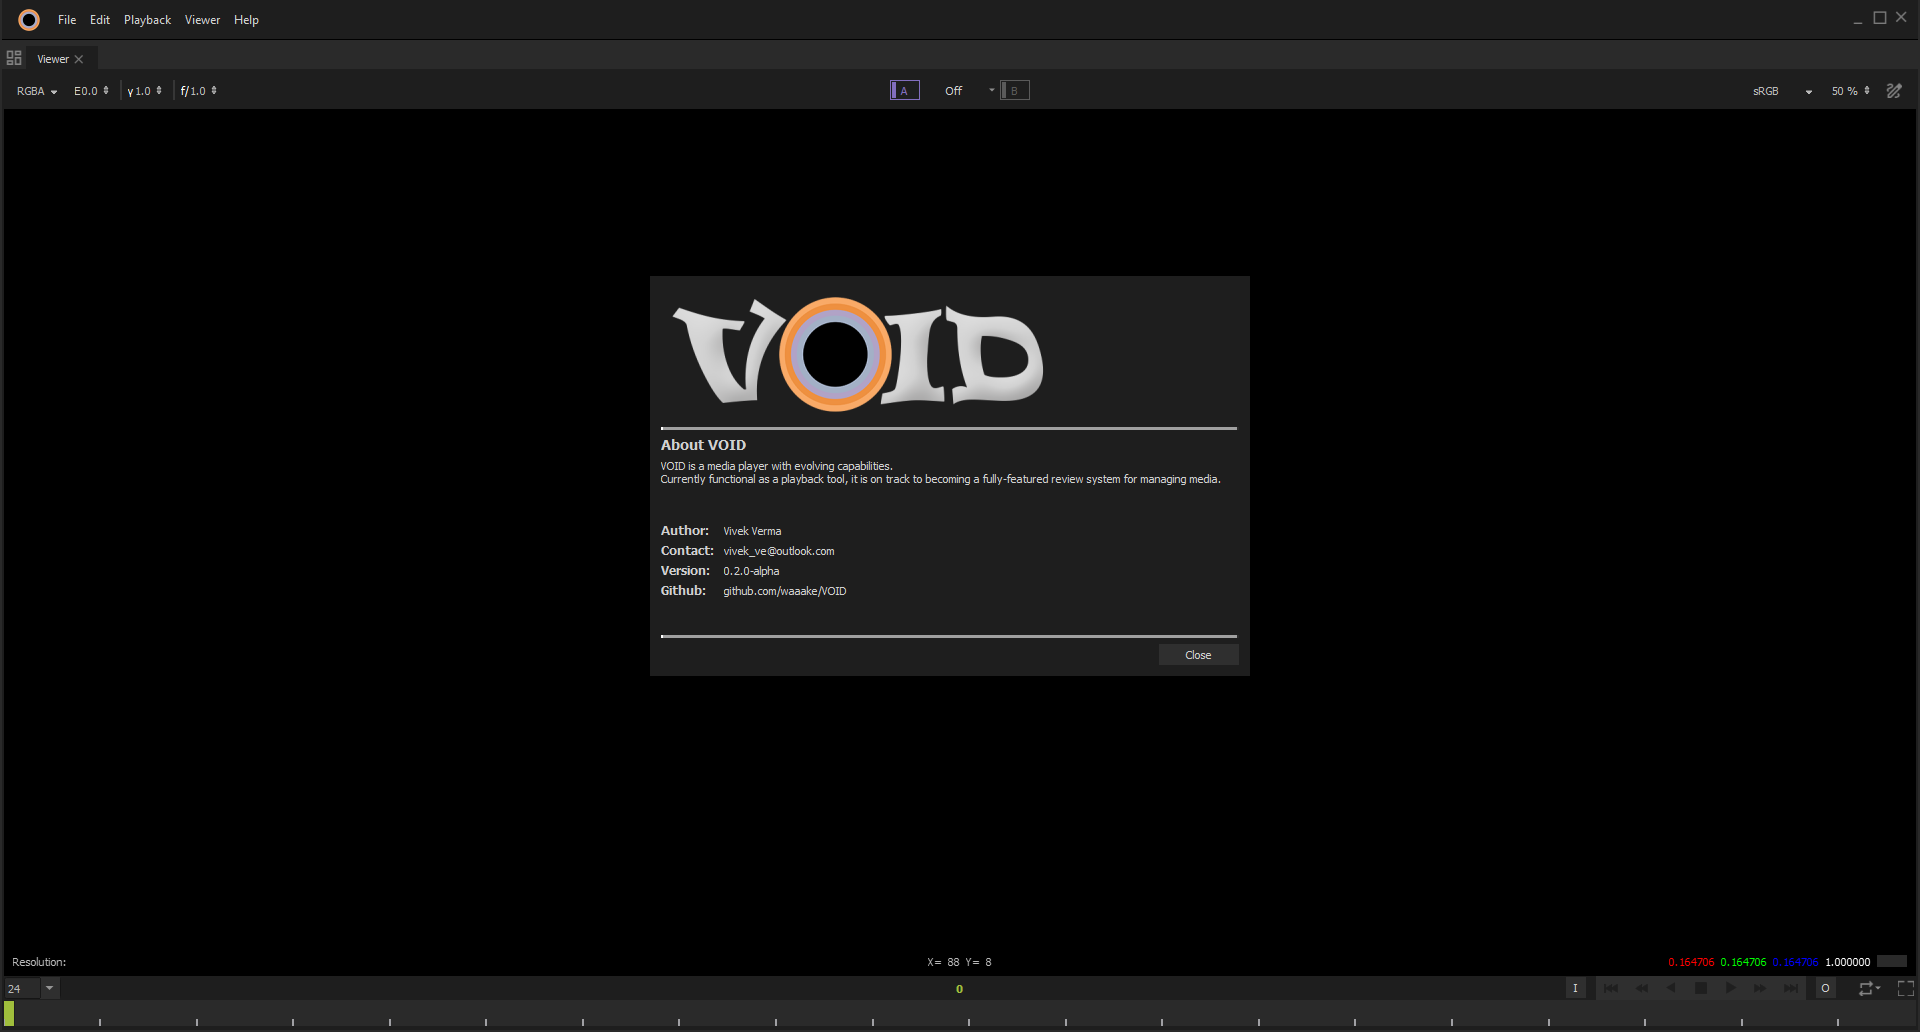 File Edit Playback Viewer Help
Viewer
RGBA E0.0 γ 1.0 f/1.0 A Off B sRGB 50 %
VOID
About VOID
VOID is a media player with evolving capabilities.
Currently functional as a playback tool, it is on track to becoming a fully-featured review system for managing media.
Author: Vivek Verma
Contact: vivek_ve@outlook.com
Version: 0.2.0-alpha
Github: github.com/waaake/VOID
Close
Resolution: X= 88 Y= 8 0.164706 0.164706 0.164706 1.000000
24 0 I O